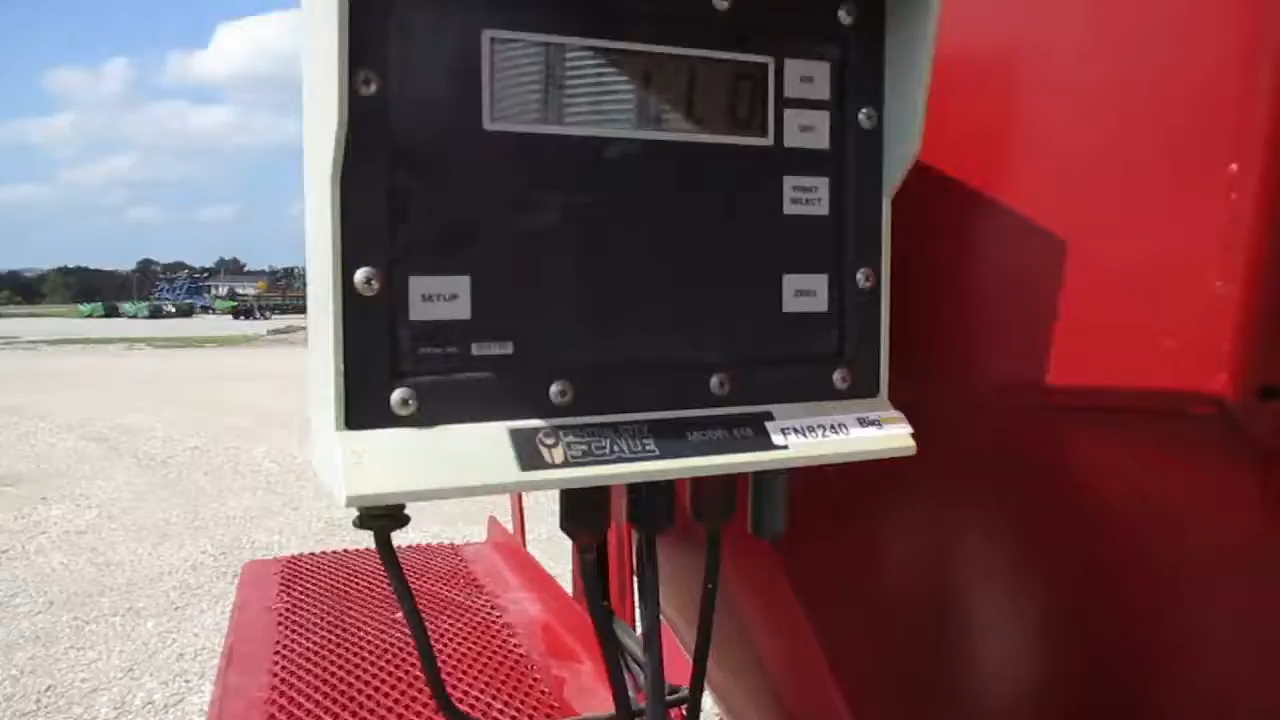 ON
OFF
PRINT
SELECT
SETUP
ZERO
SCALE
MODEL
FN8240 Big